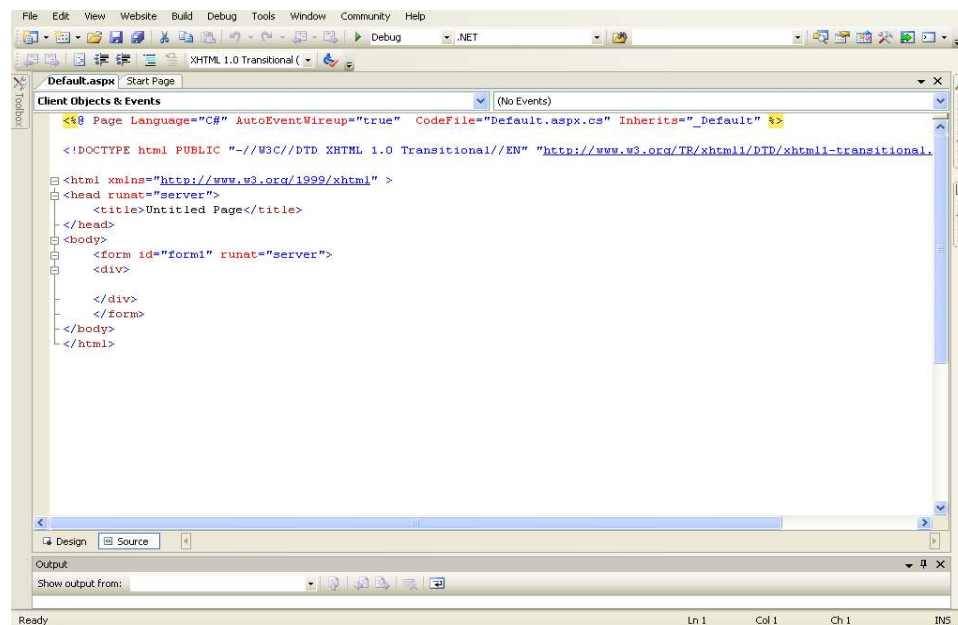 File Edit View Website Build Debug Tools Window Community Help
Debug .NET
XHTML 1.0 Transitional (
Toolbox
Default.aspx Start Page
Client Objects & Events (No Events)
<%@ Page Language="C#" AutoEventWireup="true" CodeFile="Default.aspx.cs" Inherits="_Default" %>
<!DOCTYPE html PUBLIC "-//W3C//DTD XHTML 1.0 Transitional//EN" "http://www.w3.org/TR/xhtml1/DTD/xhtml1-transitional.
<html xmlns="http://www.w3.org/1999/xhtml" >
<head runat="server">
<title>Untitled Page</title>
</head>
<body>
<form id="form1" runat="server">
<div>
</div>
</form>
</body>
</html>
Design Source
Output
Show output from:
Ready Ln 1 Col 1 Ch 1 INS